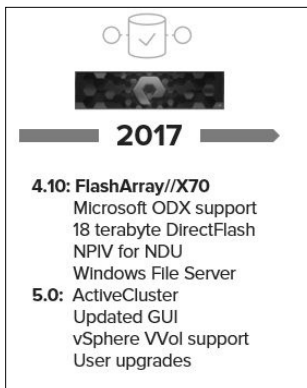 2017
4.10: FlashArray//X70
Microsoft ODX support
18 terabyte DirectFlash
NPIV for NDU
Windows File Server
5.0: ActiveCluster
Updated GUI
vSphere VVol support
User upgrades